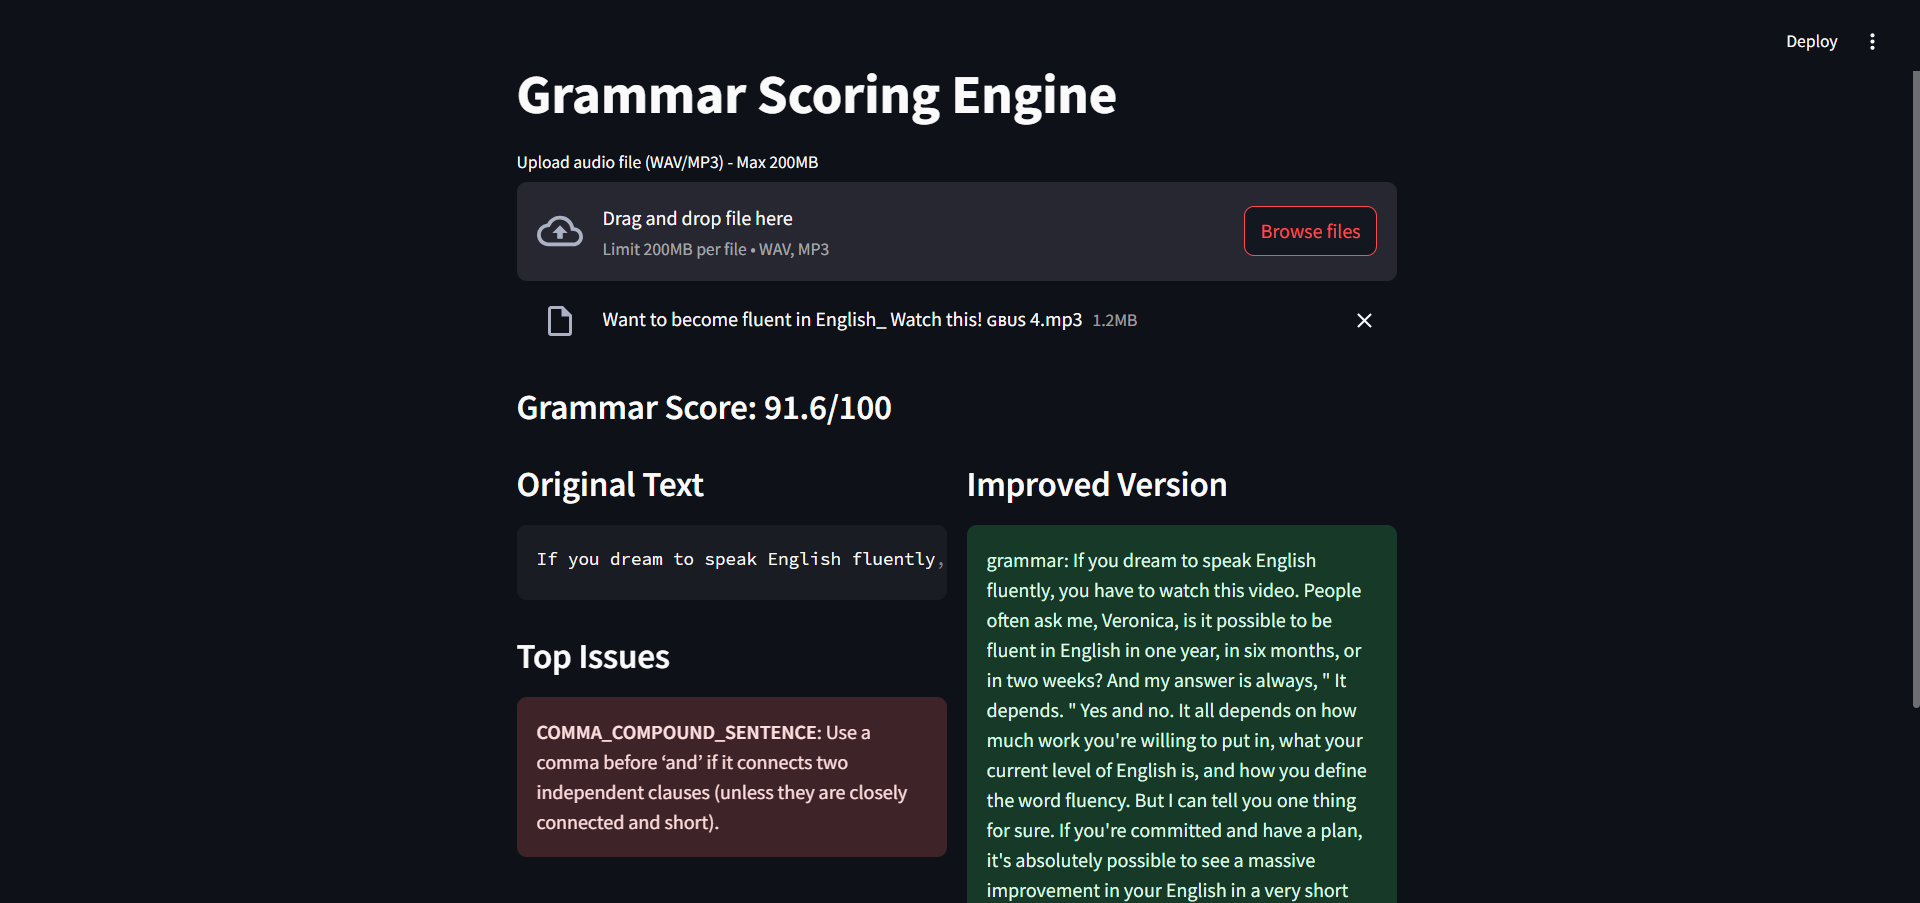 Deploy
Grammar Scoring Engine
Upload audio file (WAV/MP3) - Max 200MB
Drag and drop file here
Limit 200MB per file • WAV, MP3
Browse files
Want to become fluent in English_ Watch this! ɢʙᴜs 4.mp3 1.2MB
Grammar Score: 91.6/100
Original Text
If you dream to speak English fluently,
Top Issues
COMMA_COMPOUND_SENTENCE: Use a
comma before ‘and’ if it connects two
independent clauses (unless they are closely
connected and short).
Improved Version
grammar: If you dream to speak English
fluently, you have to watch this video. People
often ask me, Veronica, is it possible to be
fluent in English in one year, in six months, or
in two weeks? And my answer is always, " It
depends. " Yes and no. It all depends on how
much work you're willing to put in, what your
current level of English is, and how you define
the word fluency. But I can tell you one thing
for sure. If you're committed and have a plan,
it's absolutely possible to see a massive
improvement in your English in a very short